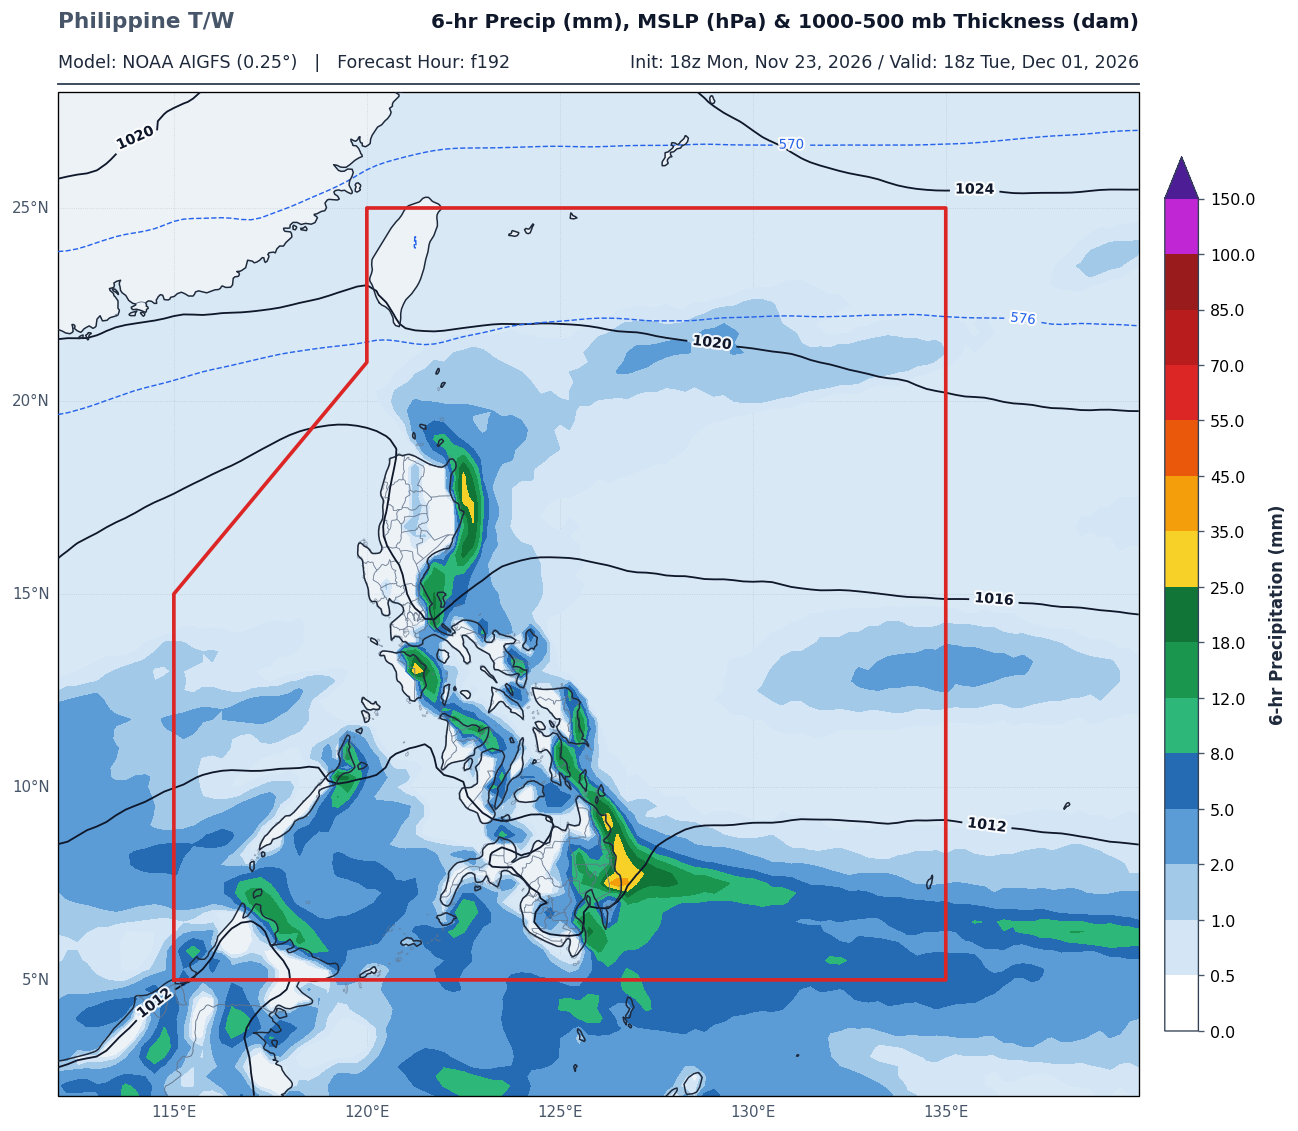 Philippine T/W
6-hr Precip (mm), MSLP (hPa) & 1000-500 mb Thickness (dam)
Model: NOAA AIGFS (0.25°) | Forecast Hour: f192
Init: 18z Mon, Nov 23, 2026 / Valid: 18z Tue, Dec 01, 2026
1020
570
1024
576
1020
1016
1012
1012
25°N
20°N
15°N
10°N
5°N
115°E
120°E
125°E
130°E
135°E
150.0
100.0
85.0
70.0
55.0
45.0
35.0
25.0
18.0
12.0
8.0
5.0
2.0
1.0
0.5
0.0
6-hr Precipitation (mm)